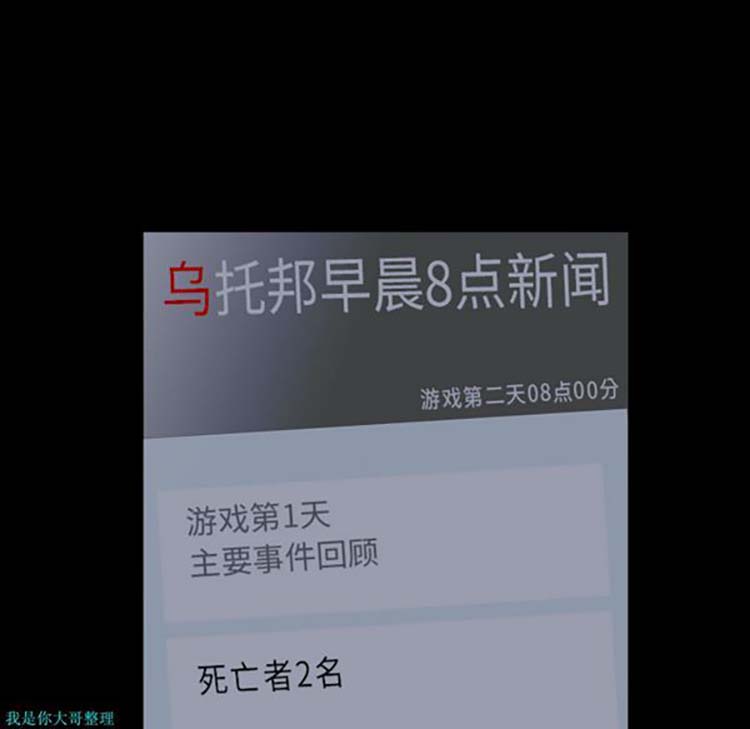 乌托邦早晨8点新闻
游戏第二天08点00分
游戏第1天
主要事件回顾
死亡者2名
我是你大哥整理